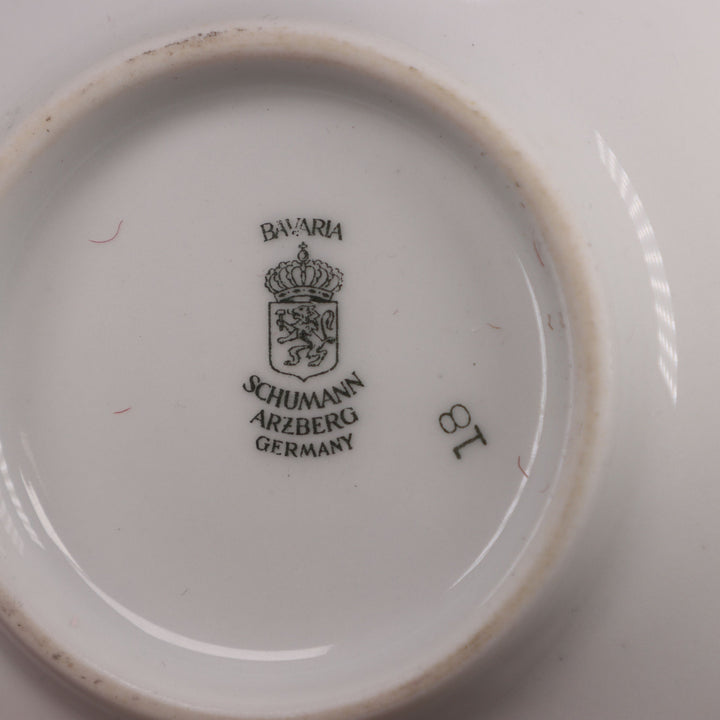 BAVARIA
SCHUMANN
ARZBERG
GERMANY
18